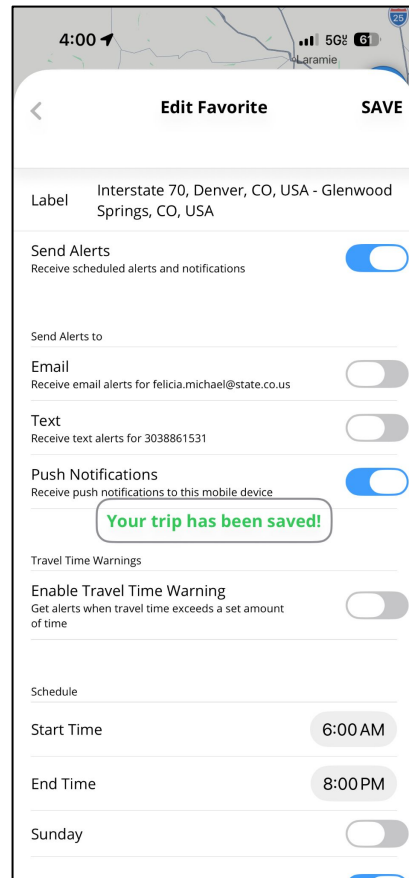 25
4:00
5G
61
Laramie
Edit Favorite
SAVE
Label
Interstate 70, Denver, CO, USA - Glenwood
Springs, CO, USA
Send Alerts
Receive scheduled alerts and notifications
Send Alerts to
Email
Receive email alerts for felicia.michael@state.co.us
Text
Receive text alerts for 3038861531
Push Notifications
Receive push notifications to this mobile device
Your trip has been saved!
Travel Time Warnings
Enable Travel Time Warning
Get alerts when travel time exceeds a set amount
of time
Schedule
Start Time
6:00 AM
End Time
8:00 PM
Sunday